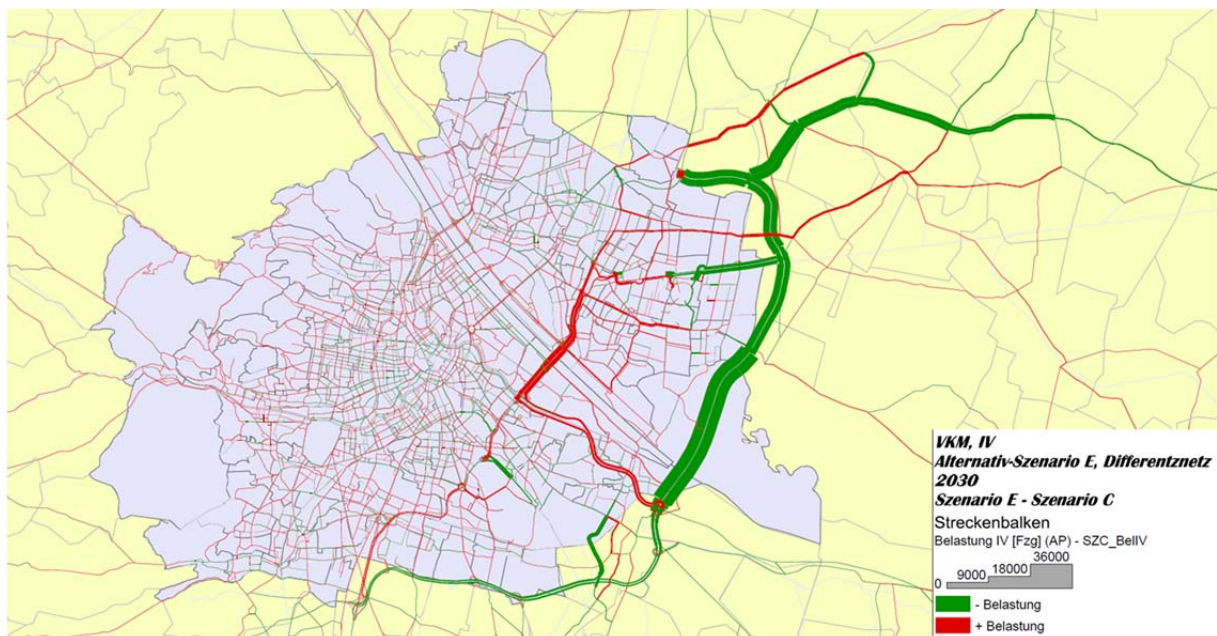 VKM, IV
Alternativ-Szenario E, Differentznetz
2030
Szenario E - Szenario C
Streckenbalken
Belastung IV [Fzg] (AP) - SZC_BelIV
0 9000 18000 36000
- Belastung
+ Belastung